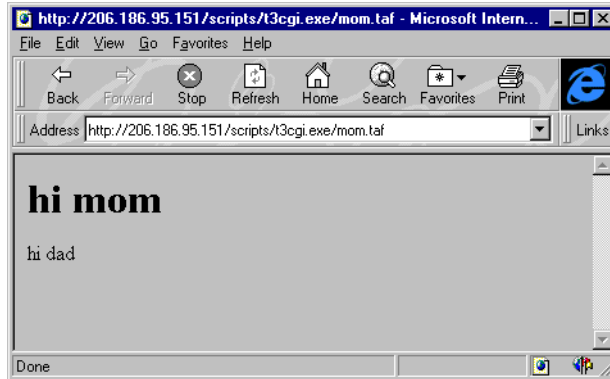 http://206.186.95.151/scripts/t3cgi.exe/mom.taf - Microsoft Intern...
File Edit View Go Favorites Help
Back Forward Stop Refresh Home Search Favorites Print
Address http://206.186.95.151/scripts/t3cgi.exe/mom.taf Links
hi mom
hi dad
Done